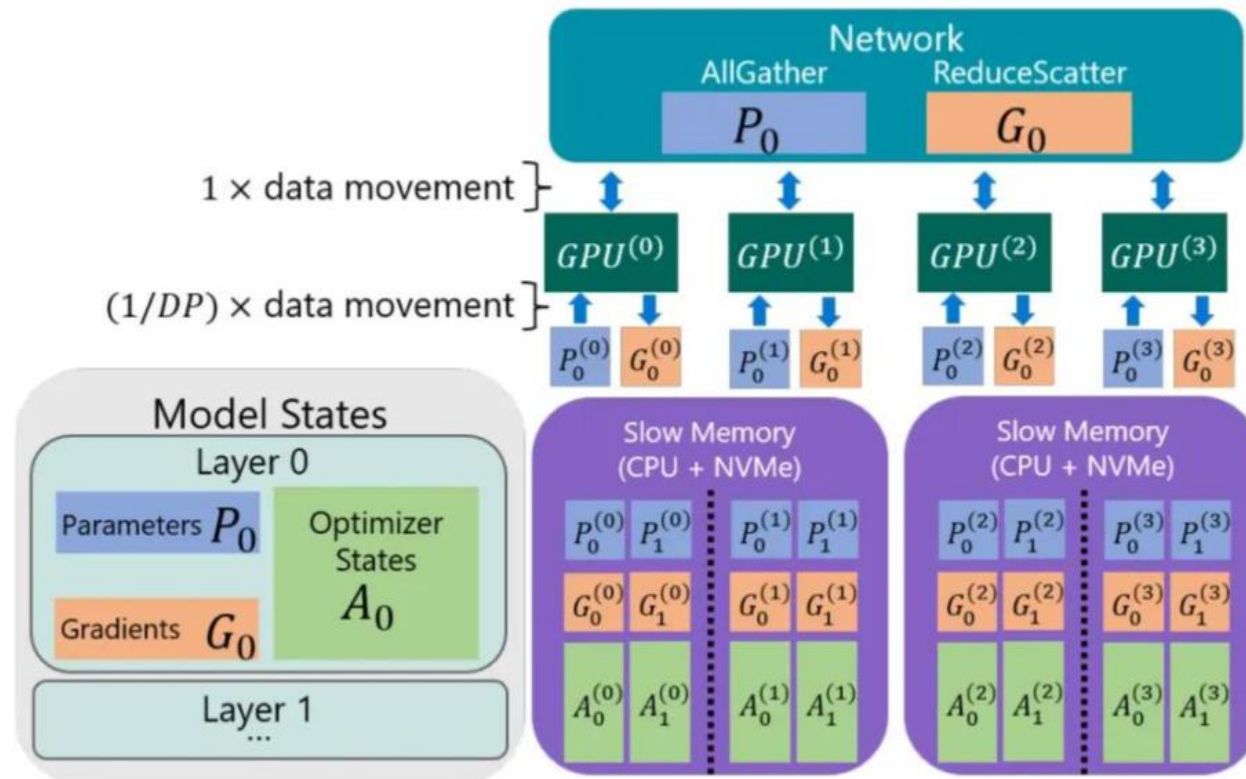 Network
AllGather ReduceScatter
P₀ G₀
1 × data movement
GPU⁽⁰⁾ GPU⁽¹⁾ GPU⁽²⁾ GPU⁽³⁾
(1/DP) × data movement
P₀⁽⁰⁾ G₀⁽⁰⁾ P₀⁽¹⁾ G₀⁽¹⁾ P₀⁽²⁾ G₀⁽²⁾ P₀⁽³⁾ G₀⁽³⁾
Model States
Layer 0
Parameters P₀
Gradients G₀
Optimizer
States
A₀
Layer 1
...
Slow Memory
(CPU + NVMe)
P₀⁽⁰⁾ P₁⁽⁰⁾ P₀⁽¹⁾ P₁⁽¹⁾
G₀⁽⁰⁾ G₁⁽⁰⁾ G₀⁽¹⁾ G₁⁽¹⁾
A₀⁽⁰⁾ A₁⁽⁰⁾ A₀⁽¹⁾ A₁⁽¹⁾
Slow Memory
(CPU + NVMe)
P₀⁽²⁾ P₁⁽²⁾ P₀⁽³⁾ P₁⁽³⁾
G₀⁽²⁾ G₁⁽²⁾ G₀⁽³⁾ G₁⁽³⁾
A₀⁽²⁾ A₁⁽²⁾ A₀⁽³⁾ A₁⁽³⁾